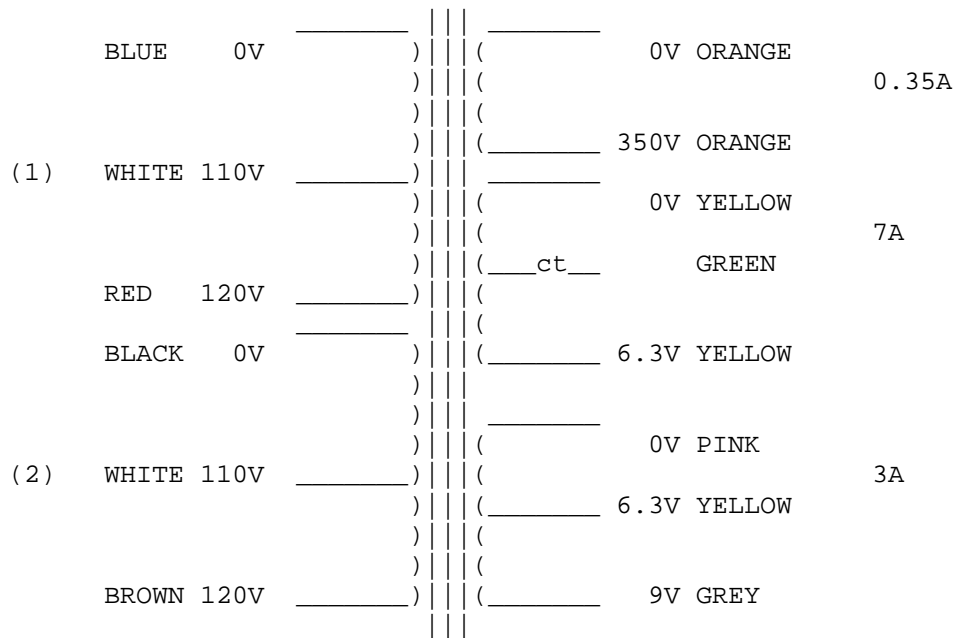 BLUE 0V 0V ORANGE
0.35A
350V ORANGE
(1) WHITE 110V
0V YELLOW
7A
ct GREEN
RED 120V
BLACK 0V 6.3V YELLOW
0V PINK
(2) WHITE 110V 3A
6.3V YELLOW
BROWN 120V 9V GREY